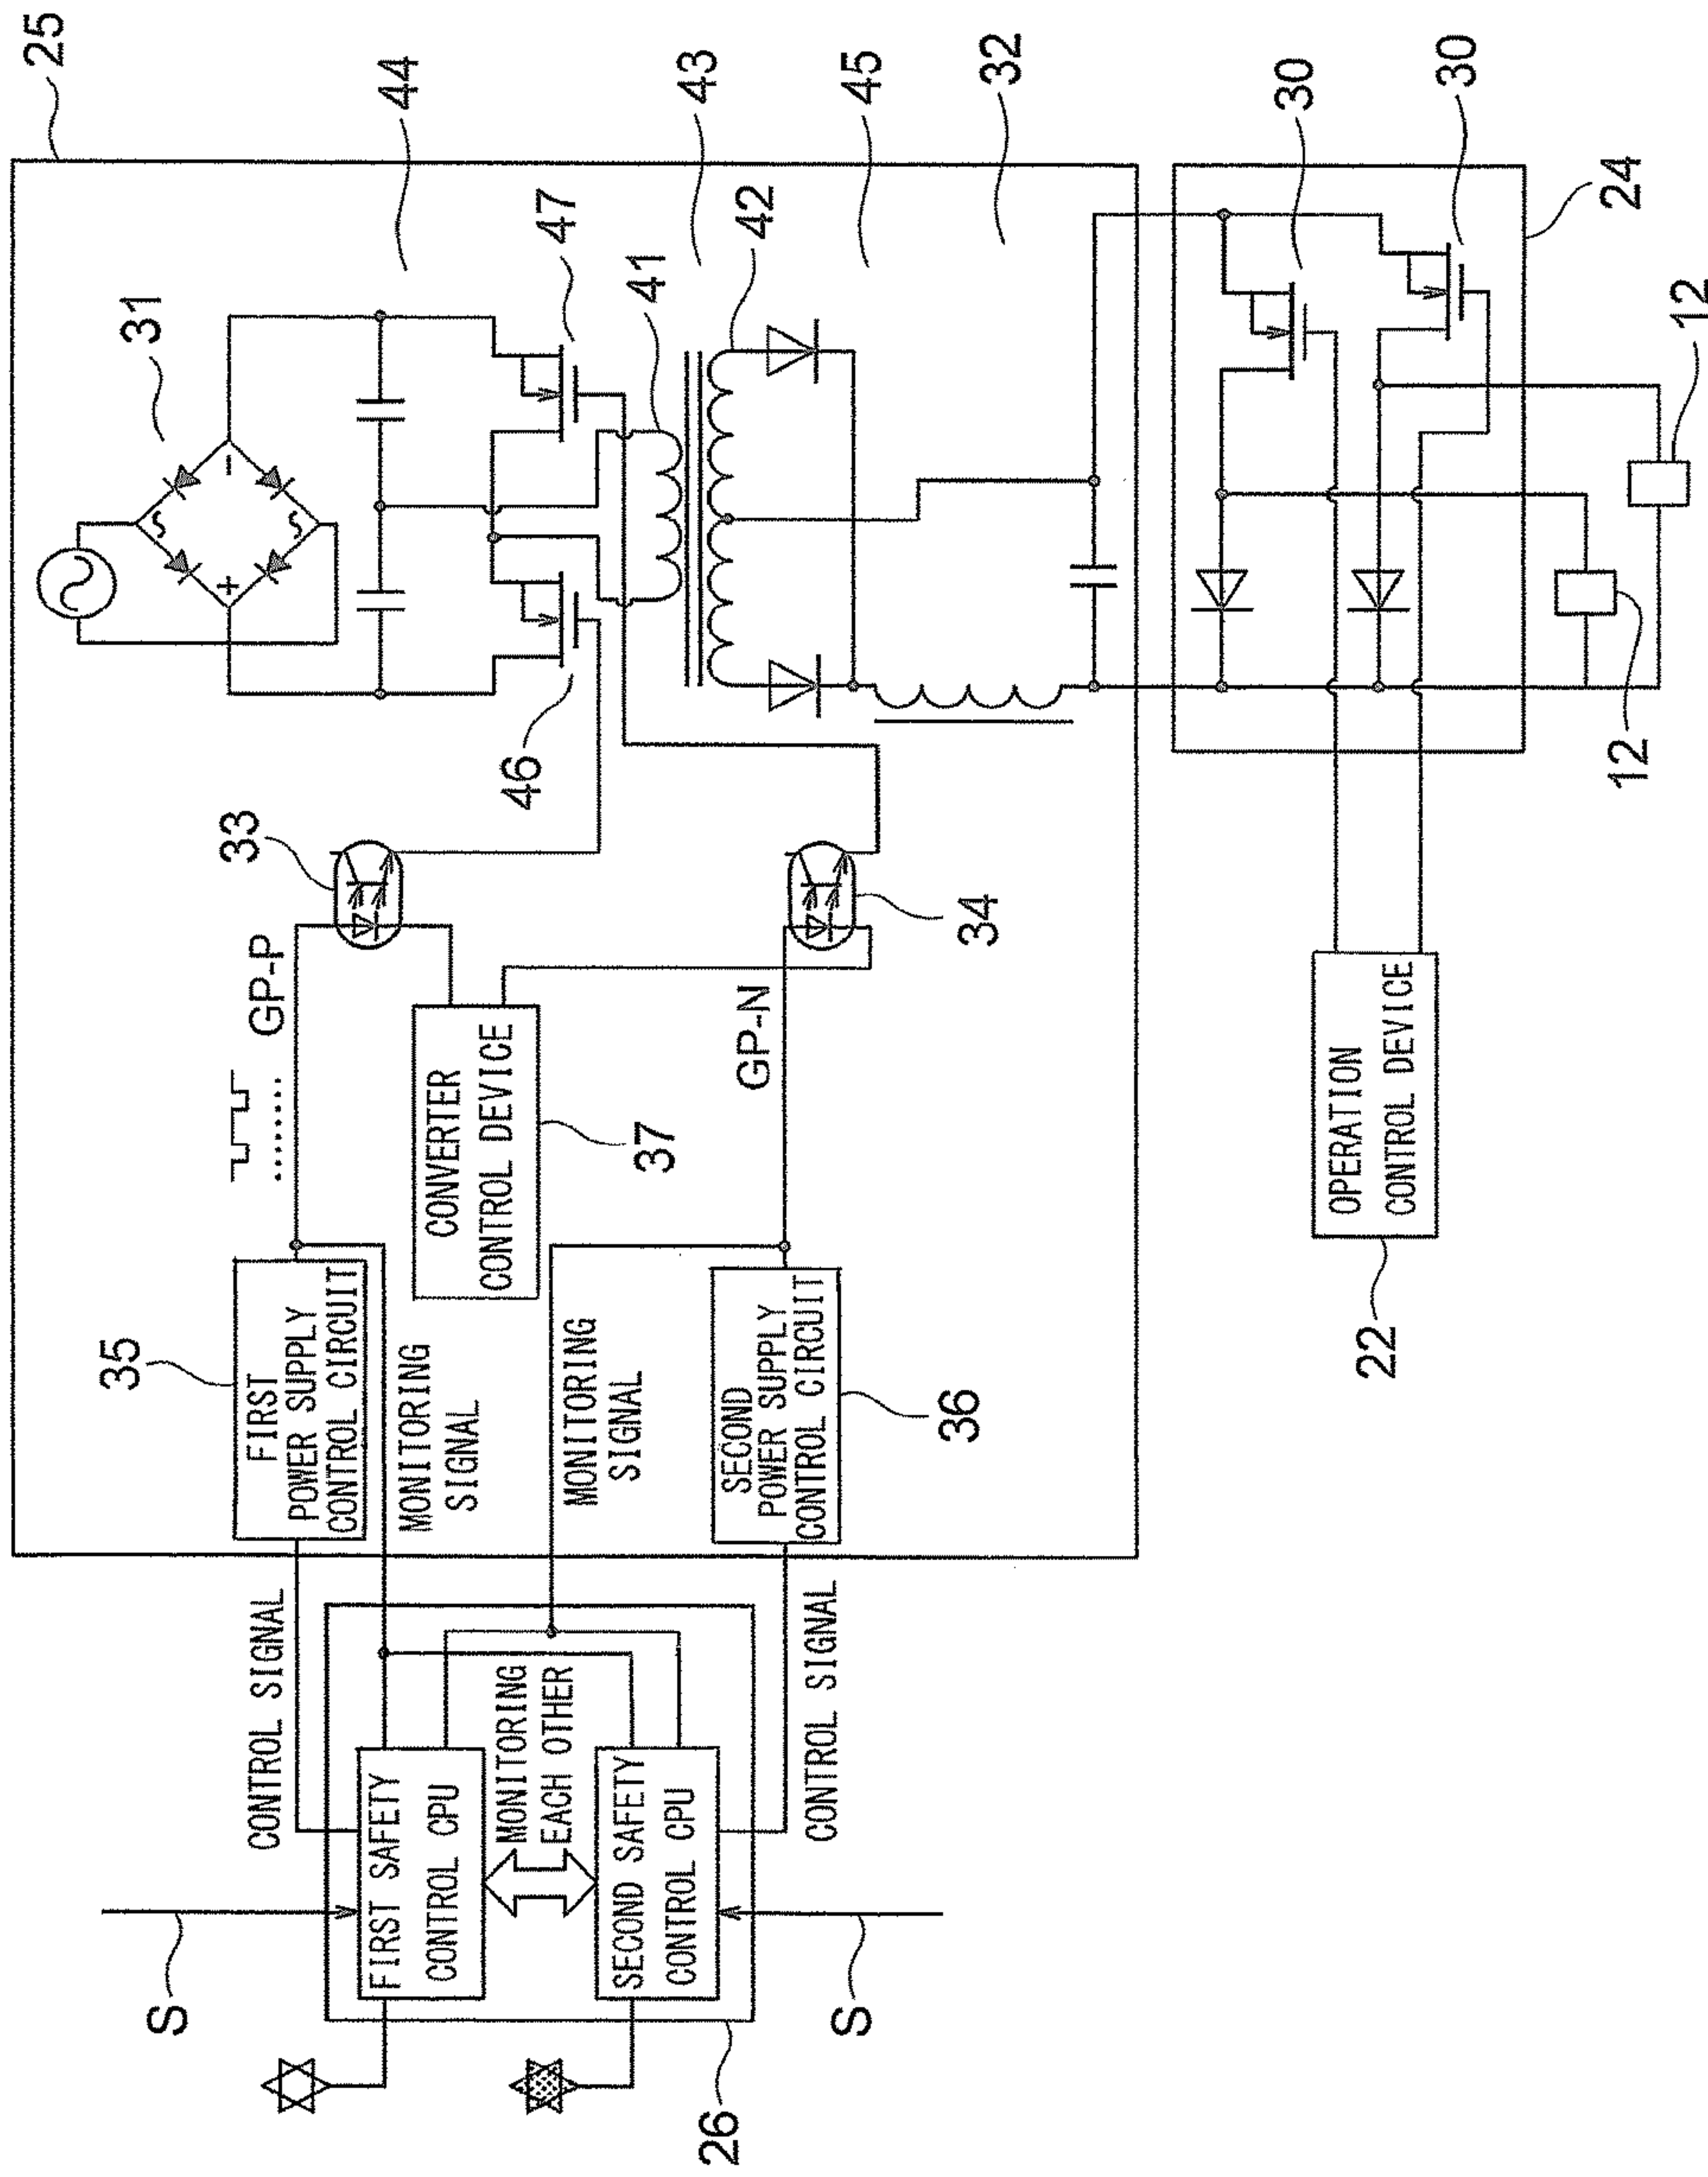 25
31
35
S
33
44
CONTROL SIGNAL
GP-P
FIRST
POWER SUPPLY
CONTROL CIRCUIT
+
-
47
46
41
43
42
45
32
FIRST SAFETY
CONTROL CPU
MONITORING
SIGNAL
CONVERTER
CONTROL DEVICE
37
MONITORING
EACH OTHER
MONITORING
SIGNAL
GP-N
34
SECOND SAFETY
CONTROL CPU
SECOND
POWER SUPPLY
CONTROL CIRCUIT
36
CONTROL SIGNAL
26
S
30
30
24
OPERATION
CONTROL DEVICE
22
12
12